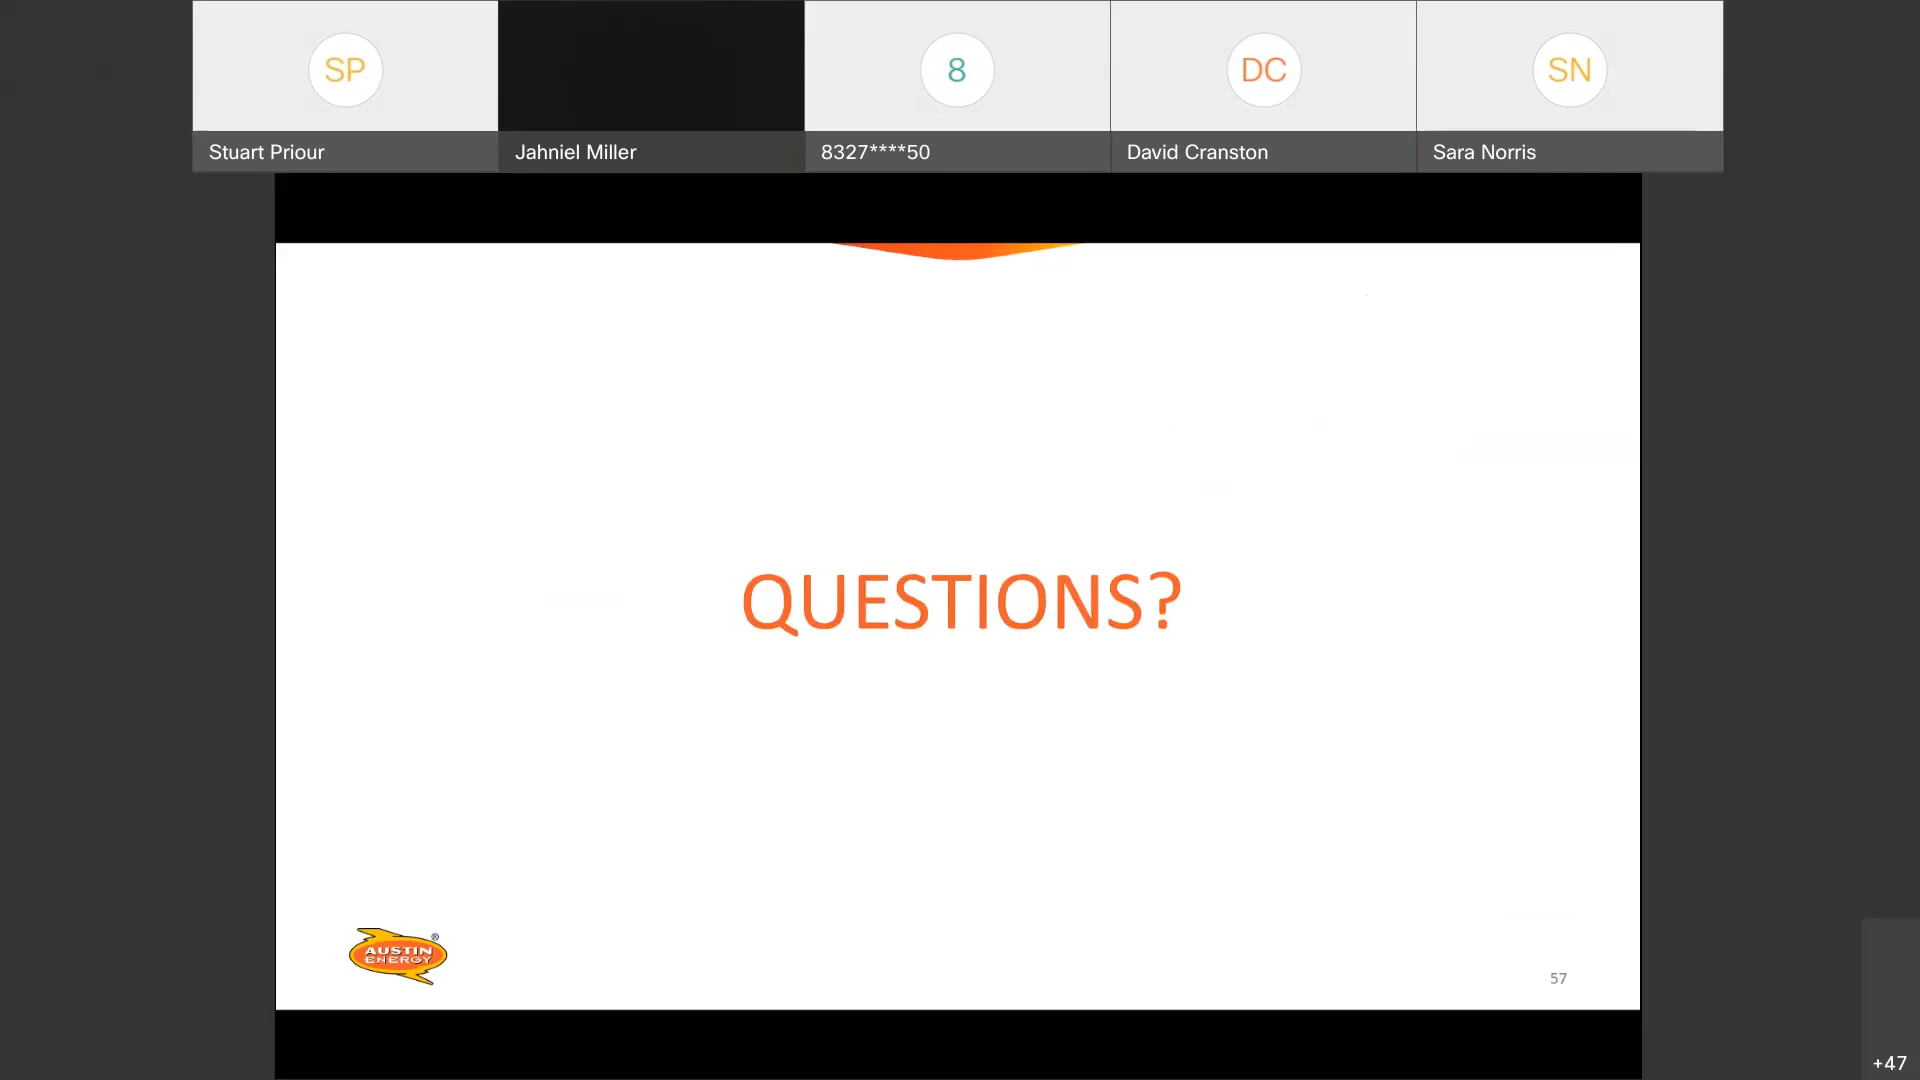 SP
8
DC
SN
Stuart Priour
Jahniel Miller
8327****50
David Cranston
Sara Norris
QUESTIONS?
AUSTIN ®
ENERGY
57
+47